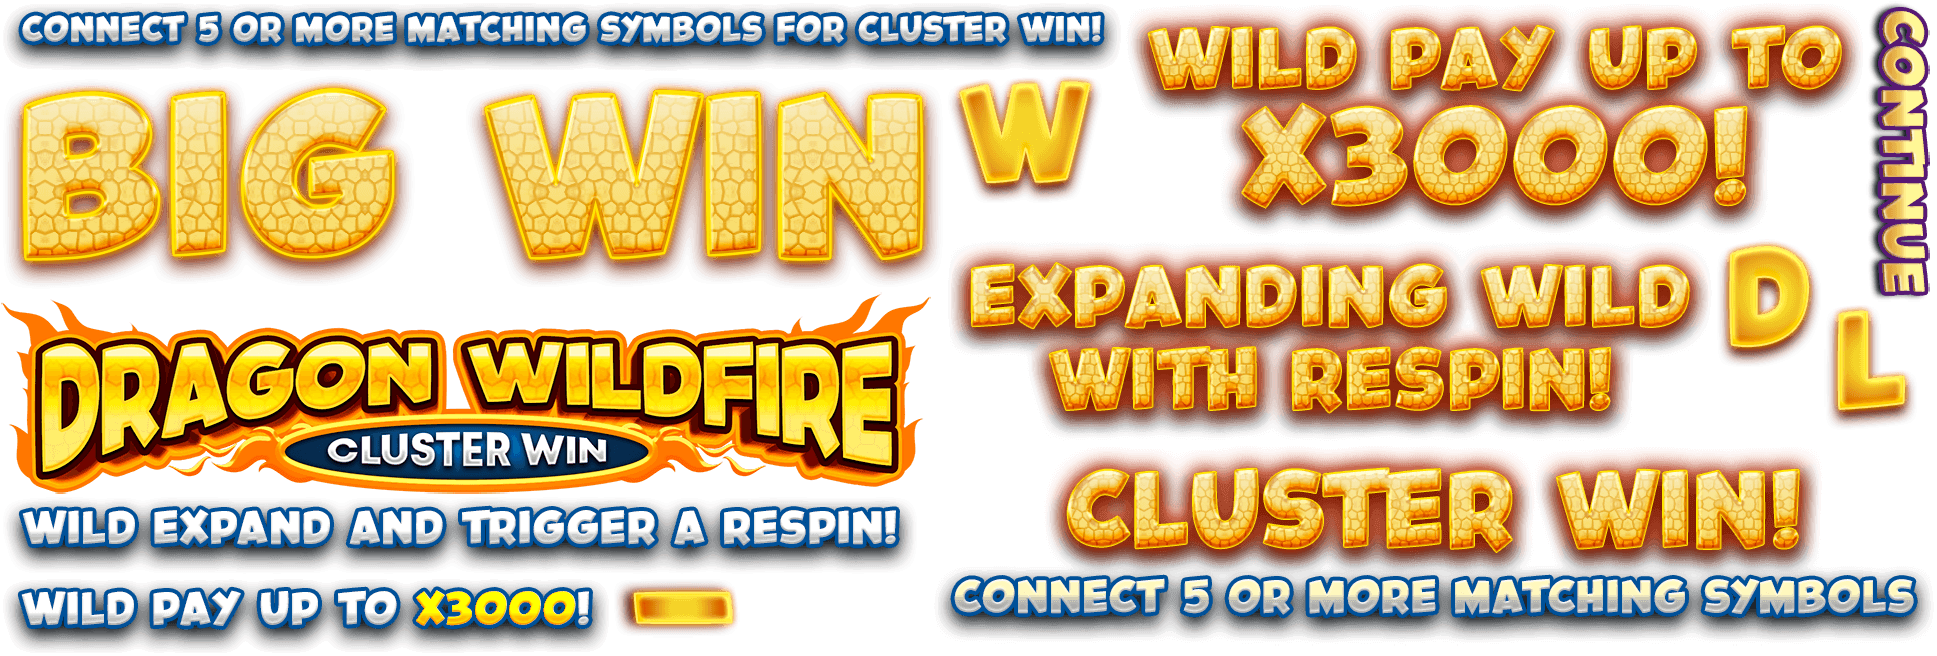 CONNECT 5 OR MORE MATCHING SYMBOLS FOR CLUSTER WIN!
BIG WIN
DRAGON WILDFIRE
CLUSTER WIN
WILD EXPAND AND TRIGGER A RESPIN!
WILD PAY UP TO X3000!
W
WILD PAY UP TO
X3000!
CONTINUE
EXPANDING WILD
WITH RESPIN!
D
L
CLUSTER WIN!
CONNECT 5 OR MORE MATCHING SYMBOLS